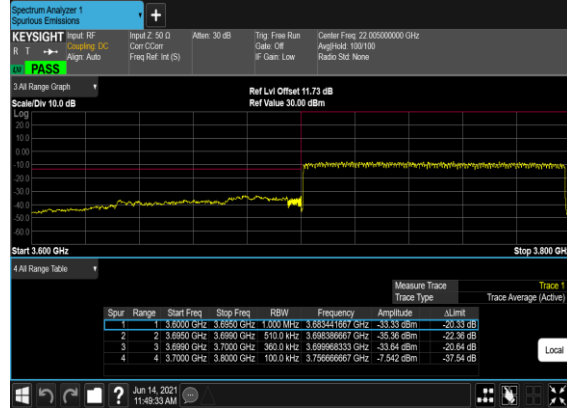 Spectrum Analyzer 1
Spurious Emissions
KEYSIGHT Input: RF Input Z: 50 Ω Atten: 30 dB Trig: Free Run Center Freq: 22.005000000 GHz
R T Coupling: DC Corr CCorr Gate: Off Avg|Hold: 100/100
Align: Auto Freq Ref: Int (S) IF Gain: Low Radio Std: None
PASS
3 All Range Graph
Ref Lvl Offset 11.73 dB
Scale/Div 10.0 dB Ref Value 30.00 dBm
Log
20.0
10.0
0.00
-10.0
-20.0
-30.0
-40.0
-50.0
-60.0
Start 3.600 GHz Stop 3.800 GH
4 All Range Table
Measure Trace Trace 1
Trace Type Trace Average (Active)
Spur Range Start Freq Stop Freq RBW Frequency Amplitude ΔLimit
1 1 3.6000 GHz 3.6950 GHz 1.000 MHz 3.683441667 GHz -33.33 dBm -20.33 dB
2 2 3.6950 GHz 3.6990 GHz 510.0 kHz 3.698386667 GHz -35.36 dBm -22.36 dB
3 3 3.6990 GHz 3.7000 GHz 360.0 kHz 3.699968333 GHz -33.64 dBm -20.64 dB
4 4 3.7000 GHz 3.8000 GHz 100.0 kHz 3.756666667 GHz -7.542 dBm -37.54 dB
Local
? Jun 14, 2021
11:49:33 AM